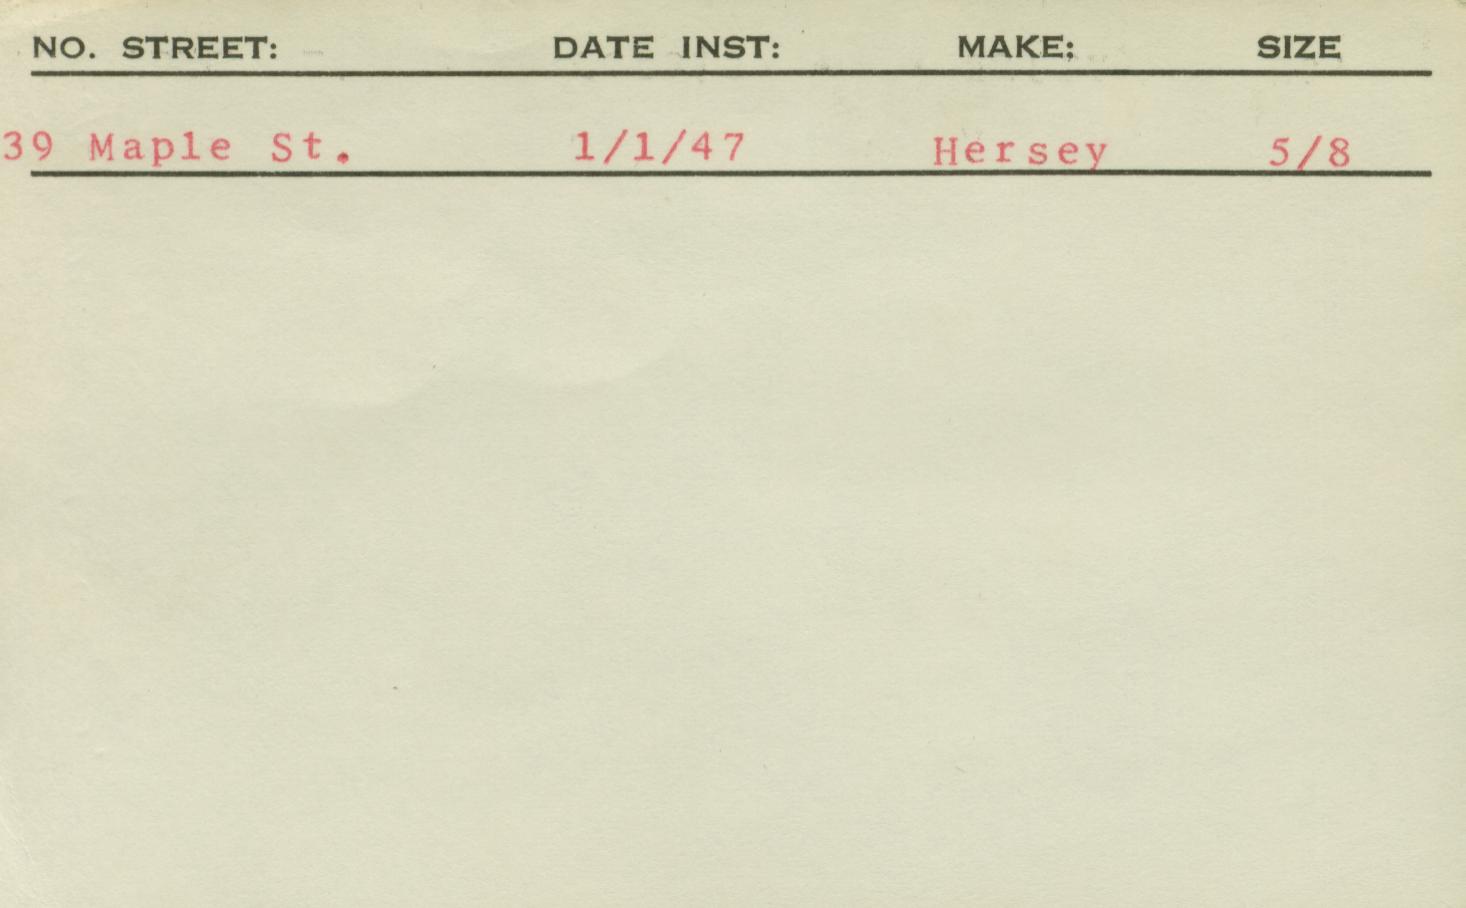 NO. STREET: DATE INST: MAKE: SIZE
39 Maple St. 1/1/47 Hersey 5/8